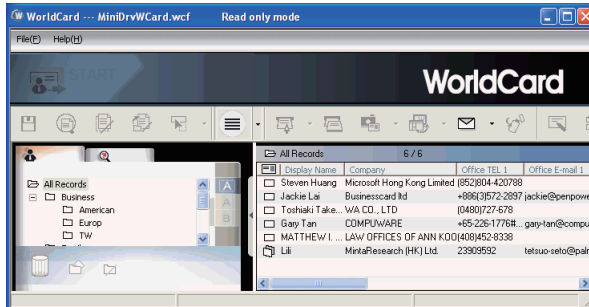 WorldCard --- MiniDrvWCard.wcf Read only mode
File(F) Help(H)
START
WorldCard
All Records 6 / 6
Display Name Company Office TEL 1 Office E-mail 1
Steven Huang Microsoft Hong Kong Limited (852)804-420788
Jackie Lai Businesscard ltd +886(3)572-2897 jackie@penpowe
Toshiaki Take... WA CO., LTD (0480)727-678
Gary Tan COMPUWARE +65-226-1776#... gary-tan@compu
MATTHEW I. ... LAW OFFICES OF ANN KOO (408)452-8338
Lili MintaResearch (HK) Ltd. 23909592 tetsuo-seto@palr
All Records
Business
American
Europ
TW
A
A
B